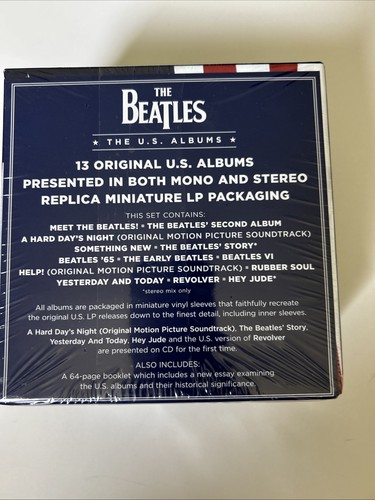 THE
BEATLES
★ THE U.S. ALBUMS ★
13 ORIGINAL U.S. ALBUMS
PRESENTED IN BOTH MONO AND STEREO
REPLICA MINIATURE LP PACKAGING
THIS SET CONTAINS:
MEET THE BEATLES! ▪ THE BEATLES' SECOND ALBUM
A HARD DAY'S NIGHT (ORIGINAL MOTION PICTURE SOUNDTRACK)
SOMETHING NEW ▪ THE BEATLES' STORY*
BEATLES '65 ▪ THE EARLY BEATLES ▪ BEATLES VI
HELP! (ORIGINAL MOTION PICTURE SOUNDTRACK) ▪ RUBBER SOUL
YESTERDAY AND TODAY ▪ REVOLVER ▪ HEY JUDE*
*stereo mix only
All albums are packaged in miniature vinyl sleeves that faithfully recreate
the original U.S. LP releases down to the finest detail, including inner sleeves.
A Hard Day's Night (Original Motion Picture Soundtrack), The Beatles' Story,
Yesterday And Today, Hey Jude and the U.S. version of Revolver
are presented on CD for the first time.
ALSO INCLUDES:
A 64-page booklet which includes a new essay examining
the U.S. albums and their historical significance.